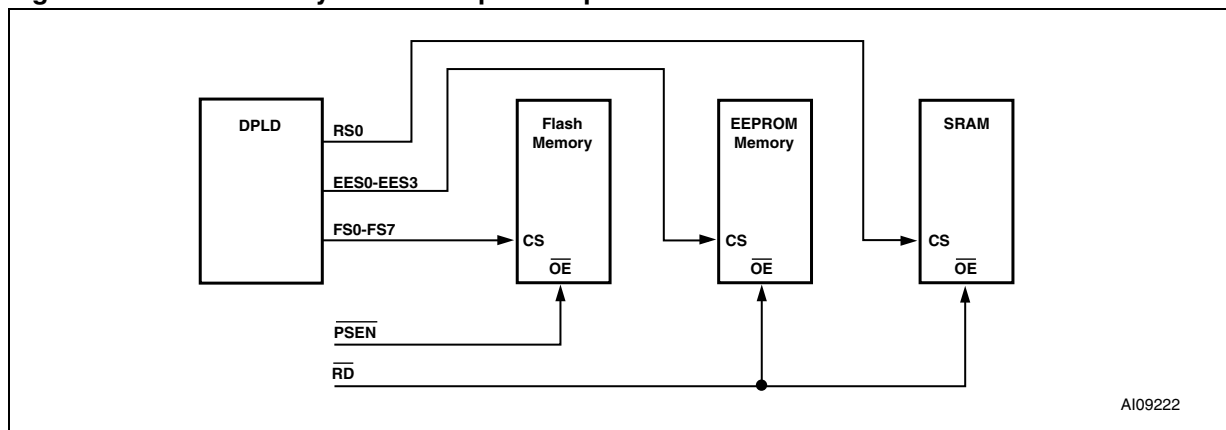 DPLD
RS0
EES0-EES3
FS0-FS7
Flash
Memory
CS
OE
EEPROM
Memory
CS
OE
SRAM
CS
OE
PSEN
RD
AI09222